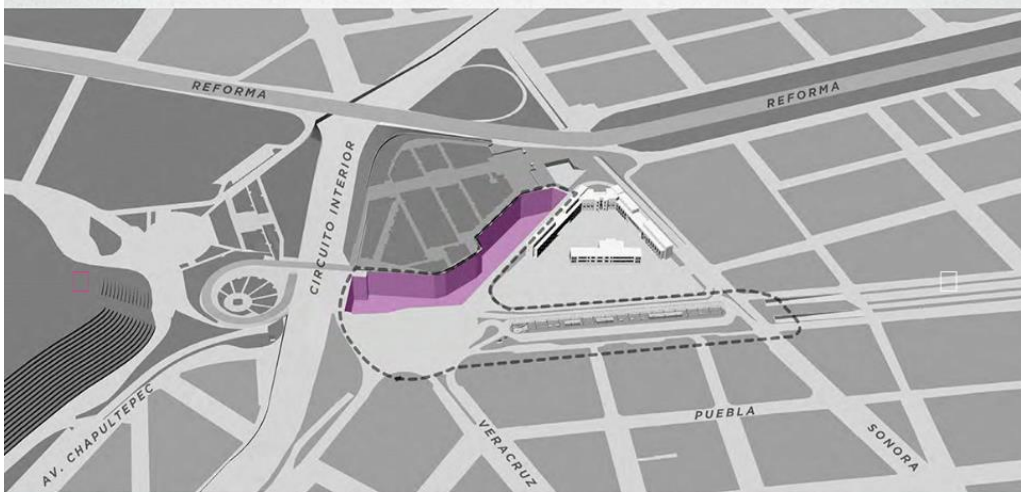 REFORMA
REFORMA
CIRCUITO INTERIOR
AV. CHAPULTEPEC
VERACRUZ
PUEBLA
SONORA